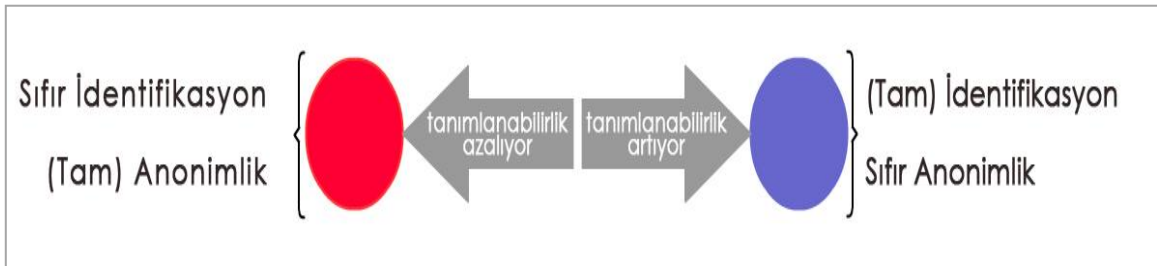 Sıfır İdentifikasyon
(Tam) Anonimlik
tanımlanabilirlik
azalıyor
tanımlanabilirlik
artıyor
(Tam) İdentifikasyon
Sıfır Anonimlik